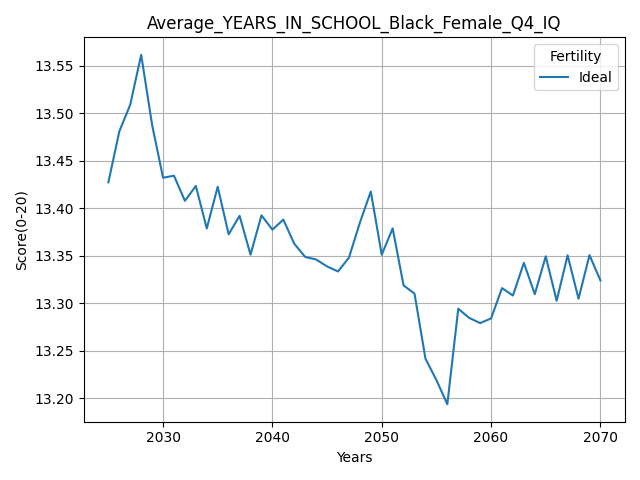 Average_YEARS_IN_SCHOOL_Black_Female_Q4_IQ
Fertility
Ideal
Score(0-20)
13.55
13.50
13.45
13.40
13.35
13.30
13.25
13.20
2030 2040 2050 2060 2070
Years